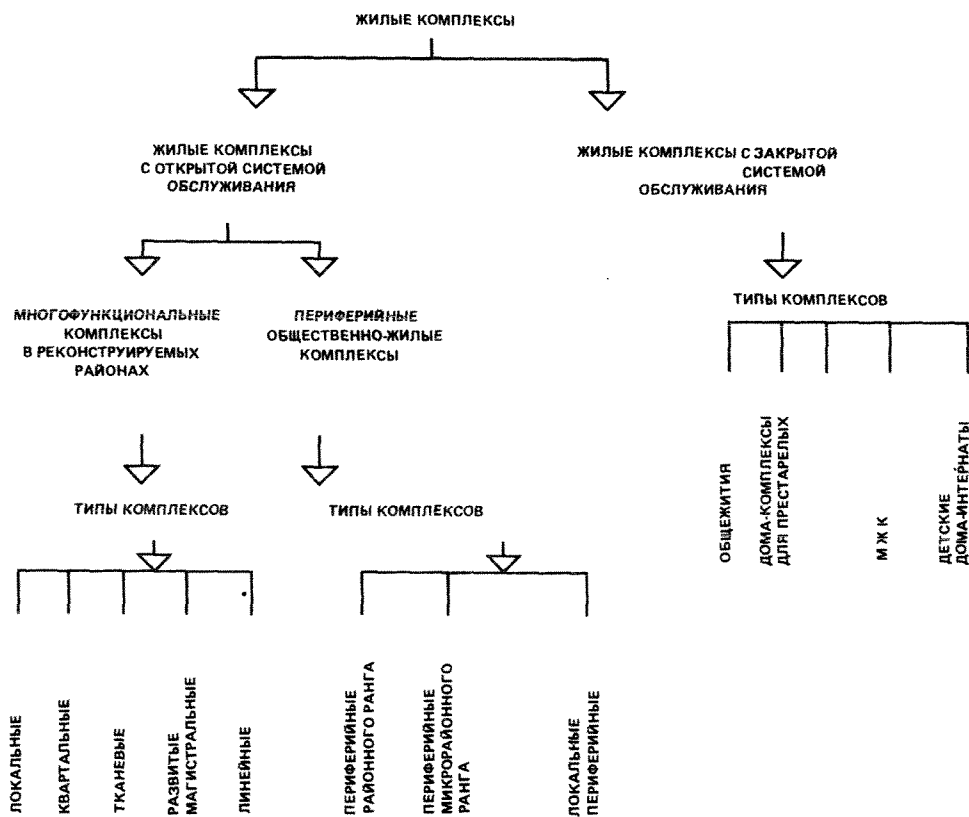 ЖИЛЫЕ КОМПЛЕКСЫ
ЖИЛЫЕ КОМПЛЕКСЫ
С ОТКРЫТОЙ СИСТЕМОЙ
ОБСЛУЖИВАНИЯ
ЖИЛЫЕ КОМПЛЕКСЫ С ЗАКРЫТОЙ
СИСТЕМОЙ
ОБСЛУЖИВАНИЯ
МНОГОФУНКЦИОНАЛЬНЫЕ
КОМПЛЕКСЫ
В РЕКОНСТРУИРУЕМЫХ
РАЙОНАХ
ПЕРИФЕРИЙНЫЕ
ОБЩЕСТВЕННО-ЖИЛЫЕ
КОМПЛЕКСЫ
ТИПЫ КОМПЛЕКСОВ
ОБЩЕЖИТИЯ
ДОМА-КОМПЛЕКСЫ
ДЛЯ ПРЕСТАРЕЛЫХ
МЖК
ДЕТСКИЕ
ДОМА-ИНТЕРНАТЫ
ТИПЫ КОМПЛЕКСОВ
ТИПЫ КОМПЛЕКСОВ
ЛОКАЛЬНЫЕ
КВАРТАЛЬНЫЕ
ТКАНЕВЫЕ
РАЗВИТЫЕ
МАГИСТРАЛЬНЫЕ
ЛИНЕЙНЫЕ
ПЕРИФЕРИЙНЫЕ
РАЙОННОГО РАНГА
ПЕРИФЕРИЙНЫЕ
МИКРОРАЙОННОГО
РАНГА
ЛОКАЛЬНЫЕ
ПЕРИФЕРИЙНЫЕ